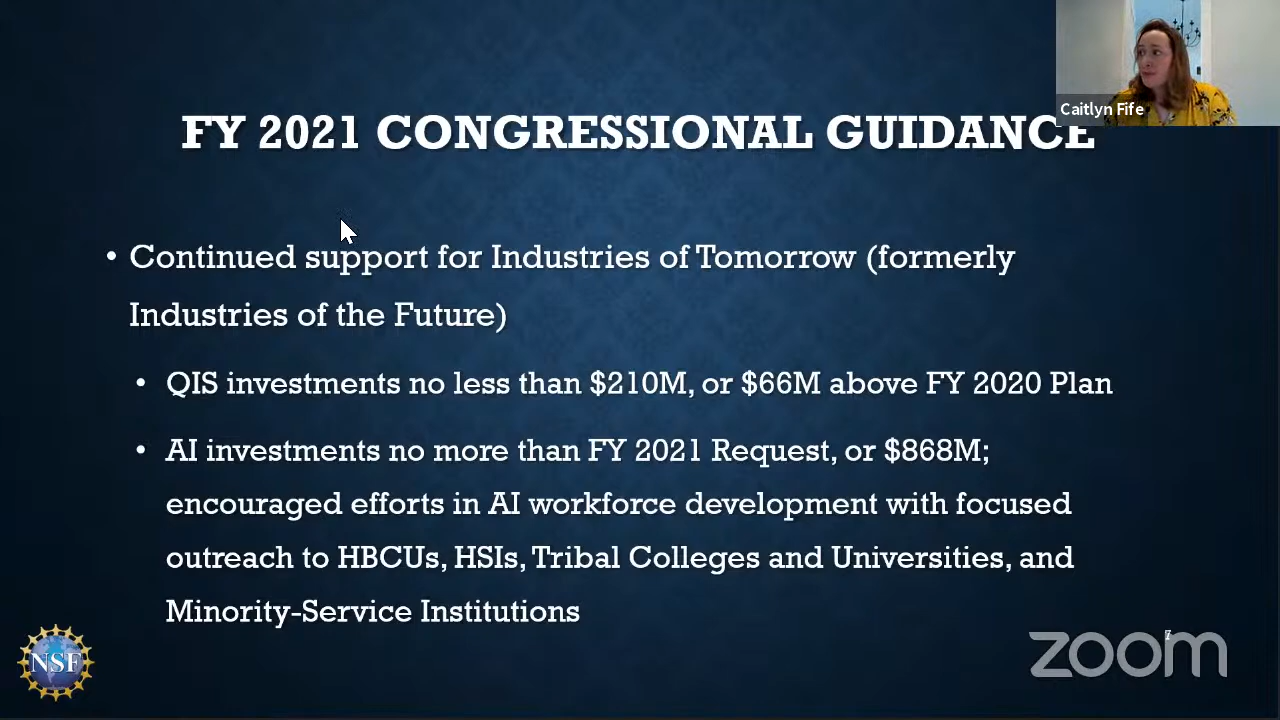 Caitlyn Fife
FY 2021 CONGRESSIONAL GUIDANCE
• Continued support for Industries of Tomorrow (formerly
Industries of the Future)
• QIS investments no less than $210M, or $66M above FY 2020 Plan
• AI investments no more than FY 2021 Request, or $868M;
encouraged efforts in AI workforce development with focused
outreach to HBCUs, HSIs, Tribal Colleges and Universities, and
Minority-Service Institutions
7
NSF
zoom